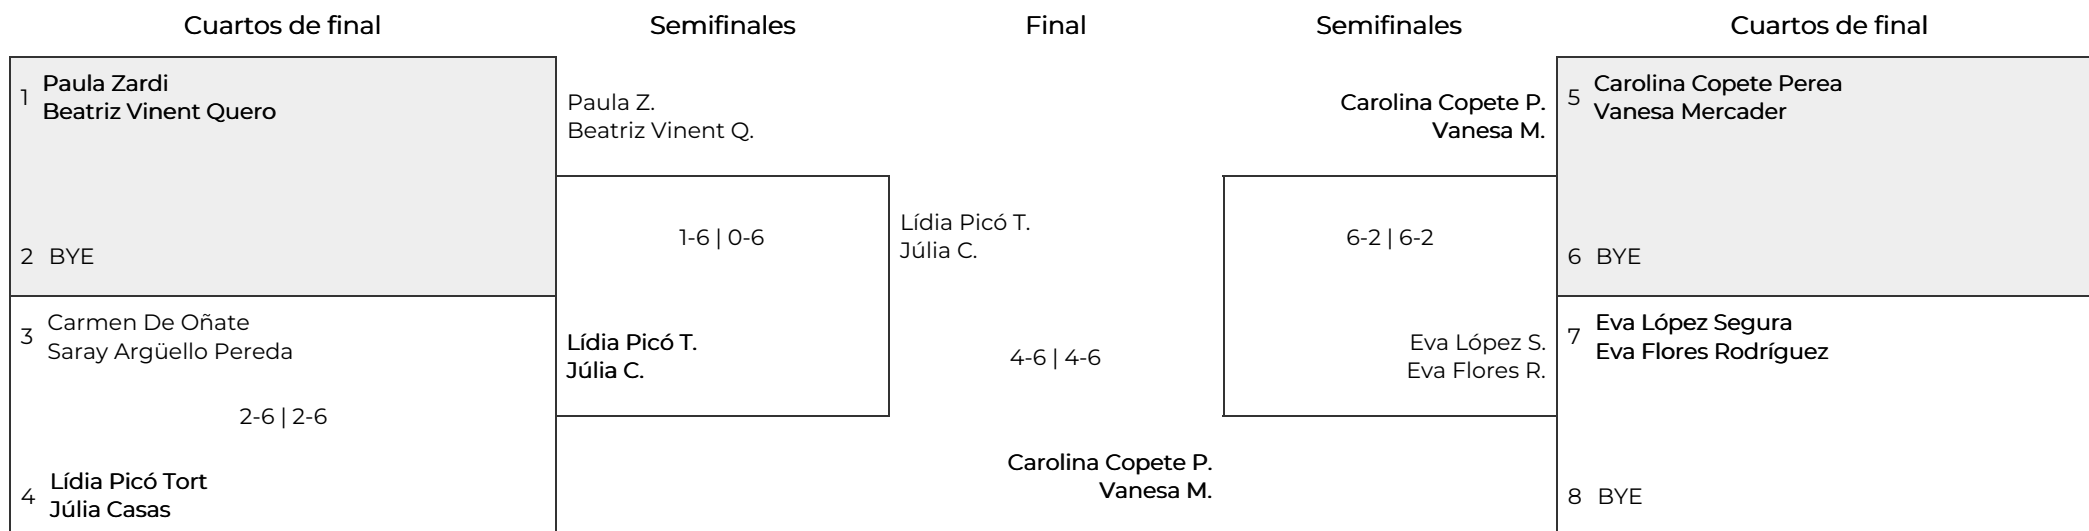 Cuartos de final
Semifinales
Final
Semifinales
Cuartos de final
1
Paula Zardi
Beatriz Vinent Quero
2 BYE
3
Carmen De Oñate
Saray Argüello Pereda
2-6 | 2-6
4
Lídia Picó Tort
Júlia Casas
Paula Z.
Beatriz Vinent Q.
1-6 | 0-6
Lídia Picó T.
Júlia C.
Lídia Picó T.
Júlia C.
4-6 | 4-6
Carolina Copete P.
Vanesa M.
Carolina Copete P.
Vanesa M.
6-2 | 6-2
Eva López S.
Eva Flores R.
5
Carolina Copete Perea
Vanesa Mercader
6 BYE
7
Eva López Segura
Eva Flores Rodríguez
8 BYE